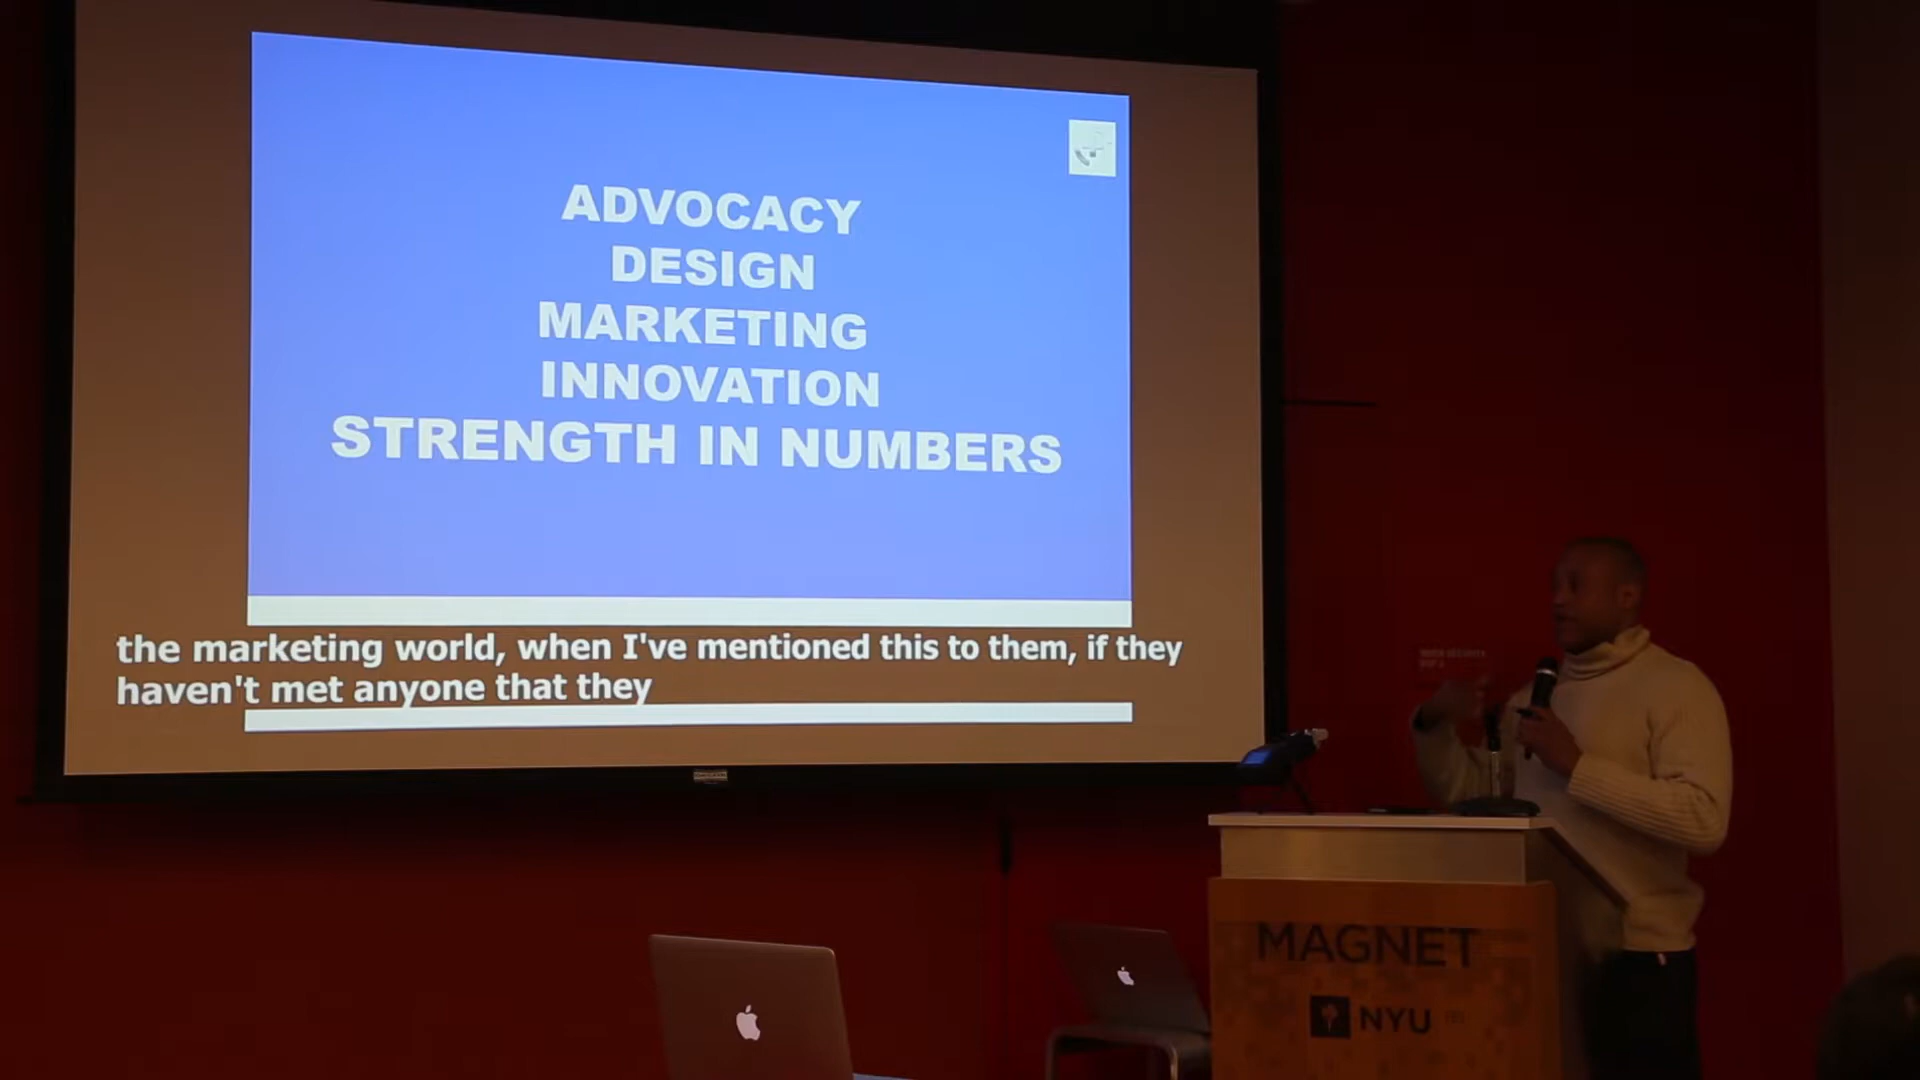 ADVOCACY
DESIGN
MARKETING
INNOVATION
STRENGTH IN NUMBERS
the marketing world, when I've mentioned this to them, if they
haven't met anyone that they
MAGNET
NYU